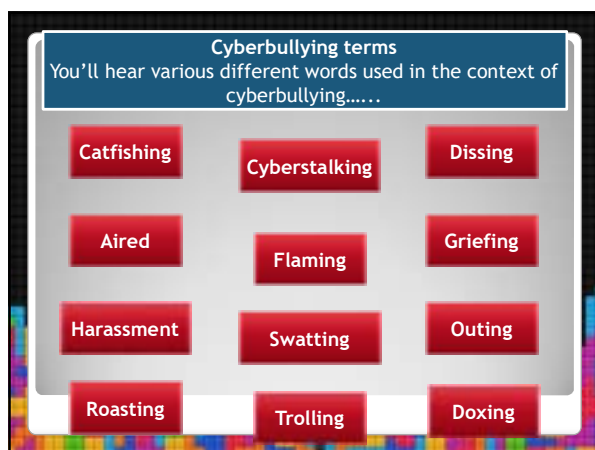 Cyberbullying terms
You’ll hear various different words used in the context of
cyberbullying…...
Catfishing
Cyberstalking
Dissing
Aired
Flaming
Griefing
Harassment
Swatting
Outing
Roasting
Trolling
Doxing